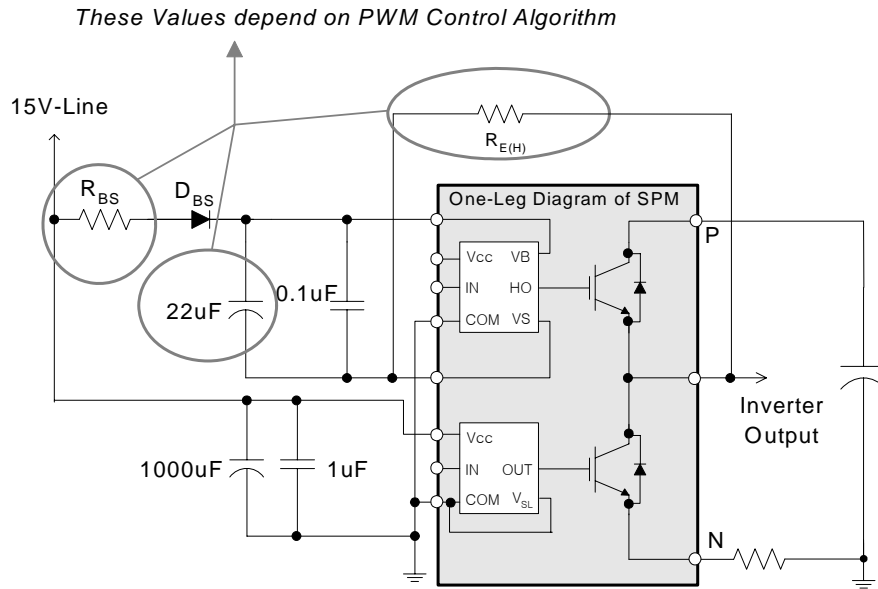 These Values depend on PWM Control Algorithm
15V-Line
R_E(H)
R_BS
D_BS
One-Leg Diagram of SPM
P
Vcc VB
IN HO
COM VS
22uF
0.1uF
Inverter
Output
Vcc
IN OUT
COM V_SL
1000uF
1uF
N